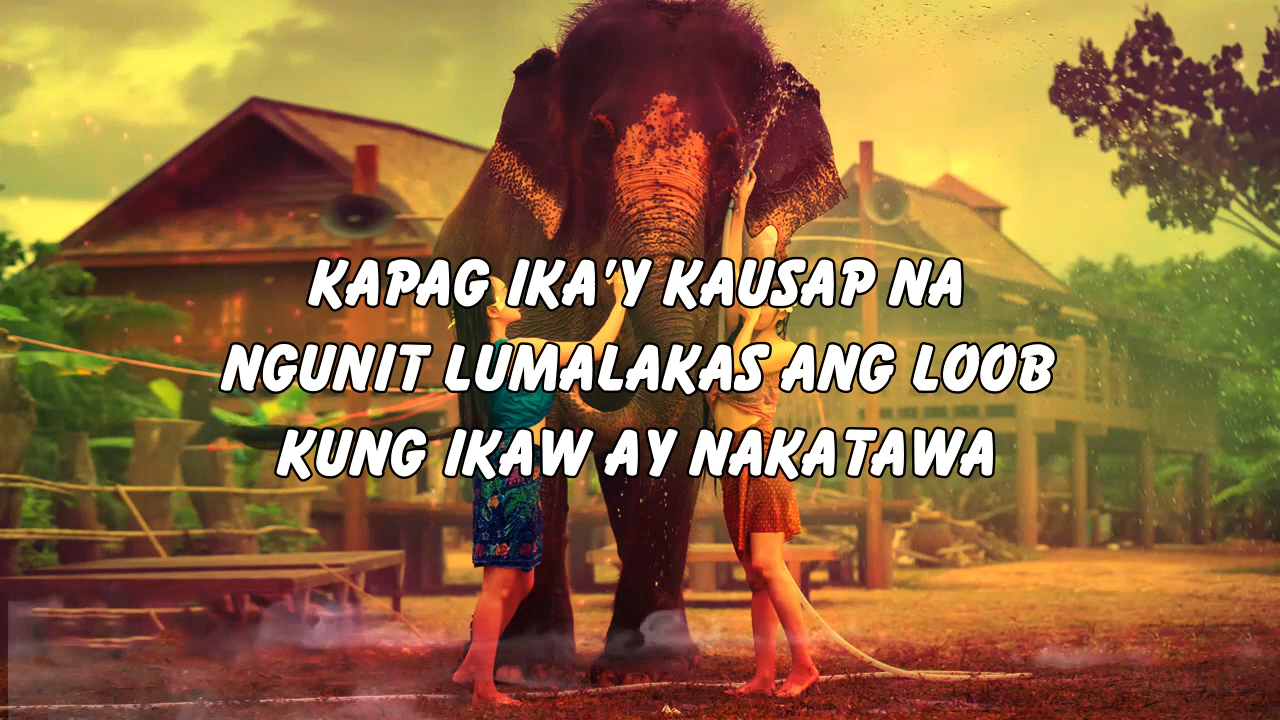 KAPAG IKA'Y KAUSAP NA
NGUNIT LUMALAKAS ANG LOOB
KUNG IKAW AY NAKATAWA